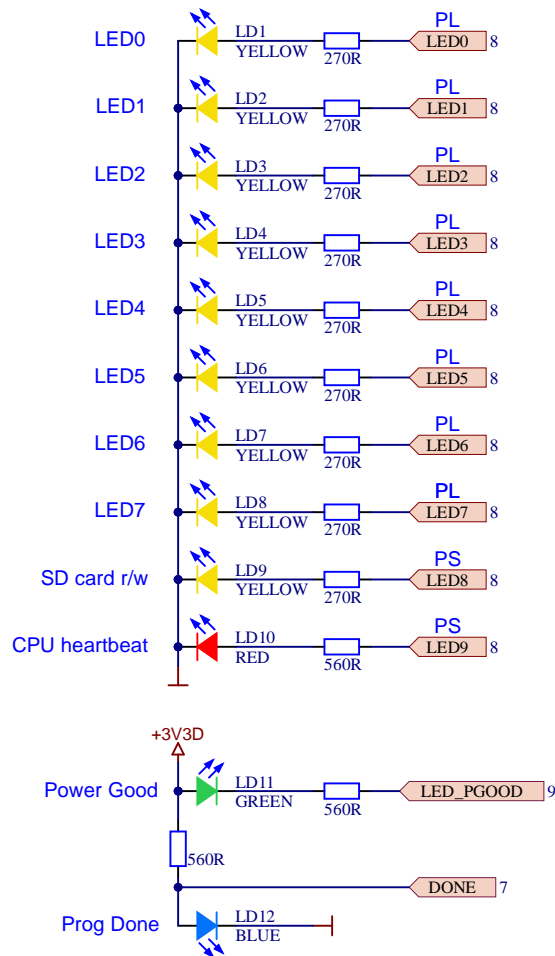 PL
LED0 LD1 LED0 8
YELLOW 270R
PL
LED1 LD2 LED1 8
YELLOW 270R
PL
LED2 LD3 LED2 8
YELLOW 270R
PL
LED3 LD4 LED3 8
YELLOW 270R
PL
LED4 LD5 LED4 8
YELLOW 270R
PL
LED5 LD6 LED5 8
YELLOW 270R
PL
LED6 LD7 LED6 8
YELLOW 270R
PL
LED7 LD8 LED7 8
YELLOW 270R
PS
SD card r/w LD9 LED8 8
YELLOW 270R
PS
CPU heartbeat LD10 LED9 8
RED 560R
+3V3D
Power Good LD11 LED_PGOOD 9
GREEN 560R
560R
DONE 7
Prog Done LD12
BLUE